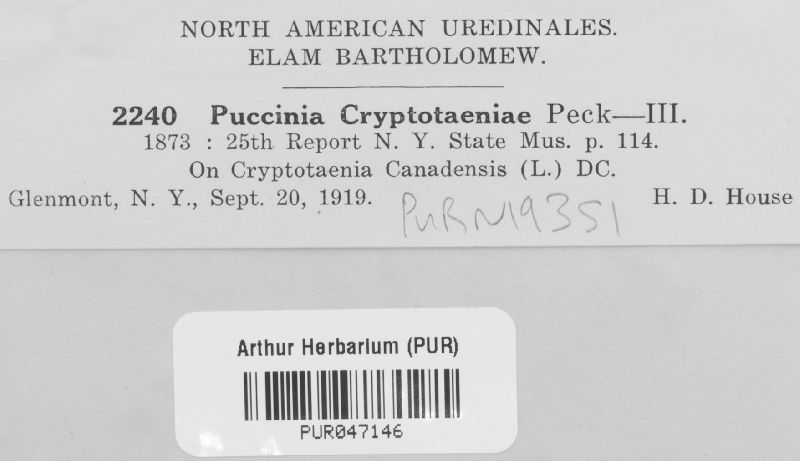 NORTH AMERICAN UREDINALES.
ELAM BARTHOLOMEW.
2240 Puccinia Cryptotaeniae Peck—III.
1873 : 25th Report N. Y. State Mus. p. 114.
On Cryptotaenia Canadensis (L.) DC.
Glenmont, N. Y., Sept. 20, 1919. H. D. House
PURN19351
Arthur Herbarium (PUR)
PUR047146